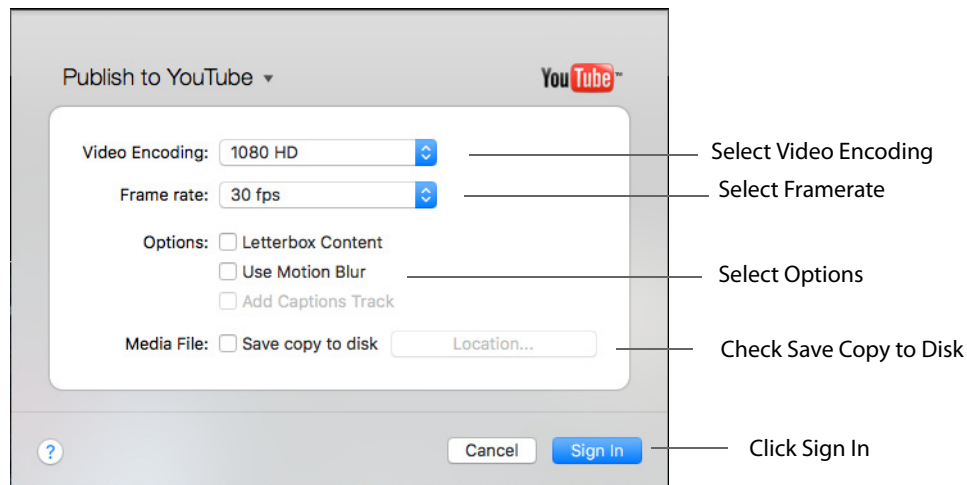 Publish to YouTube
YouTube™
Video Encoding: 1080 HD
Select Video Encoding
Frame rate: 30 fps
Select Framerate
Options: Letterbox Content
Use Motion Blur
Select Options
Add Captions Track
Media File: Save copy to disk Location...
Check Save Copy to Disk
? Cancel Sign In
Click Sign In